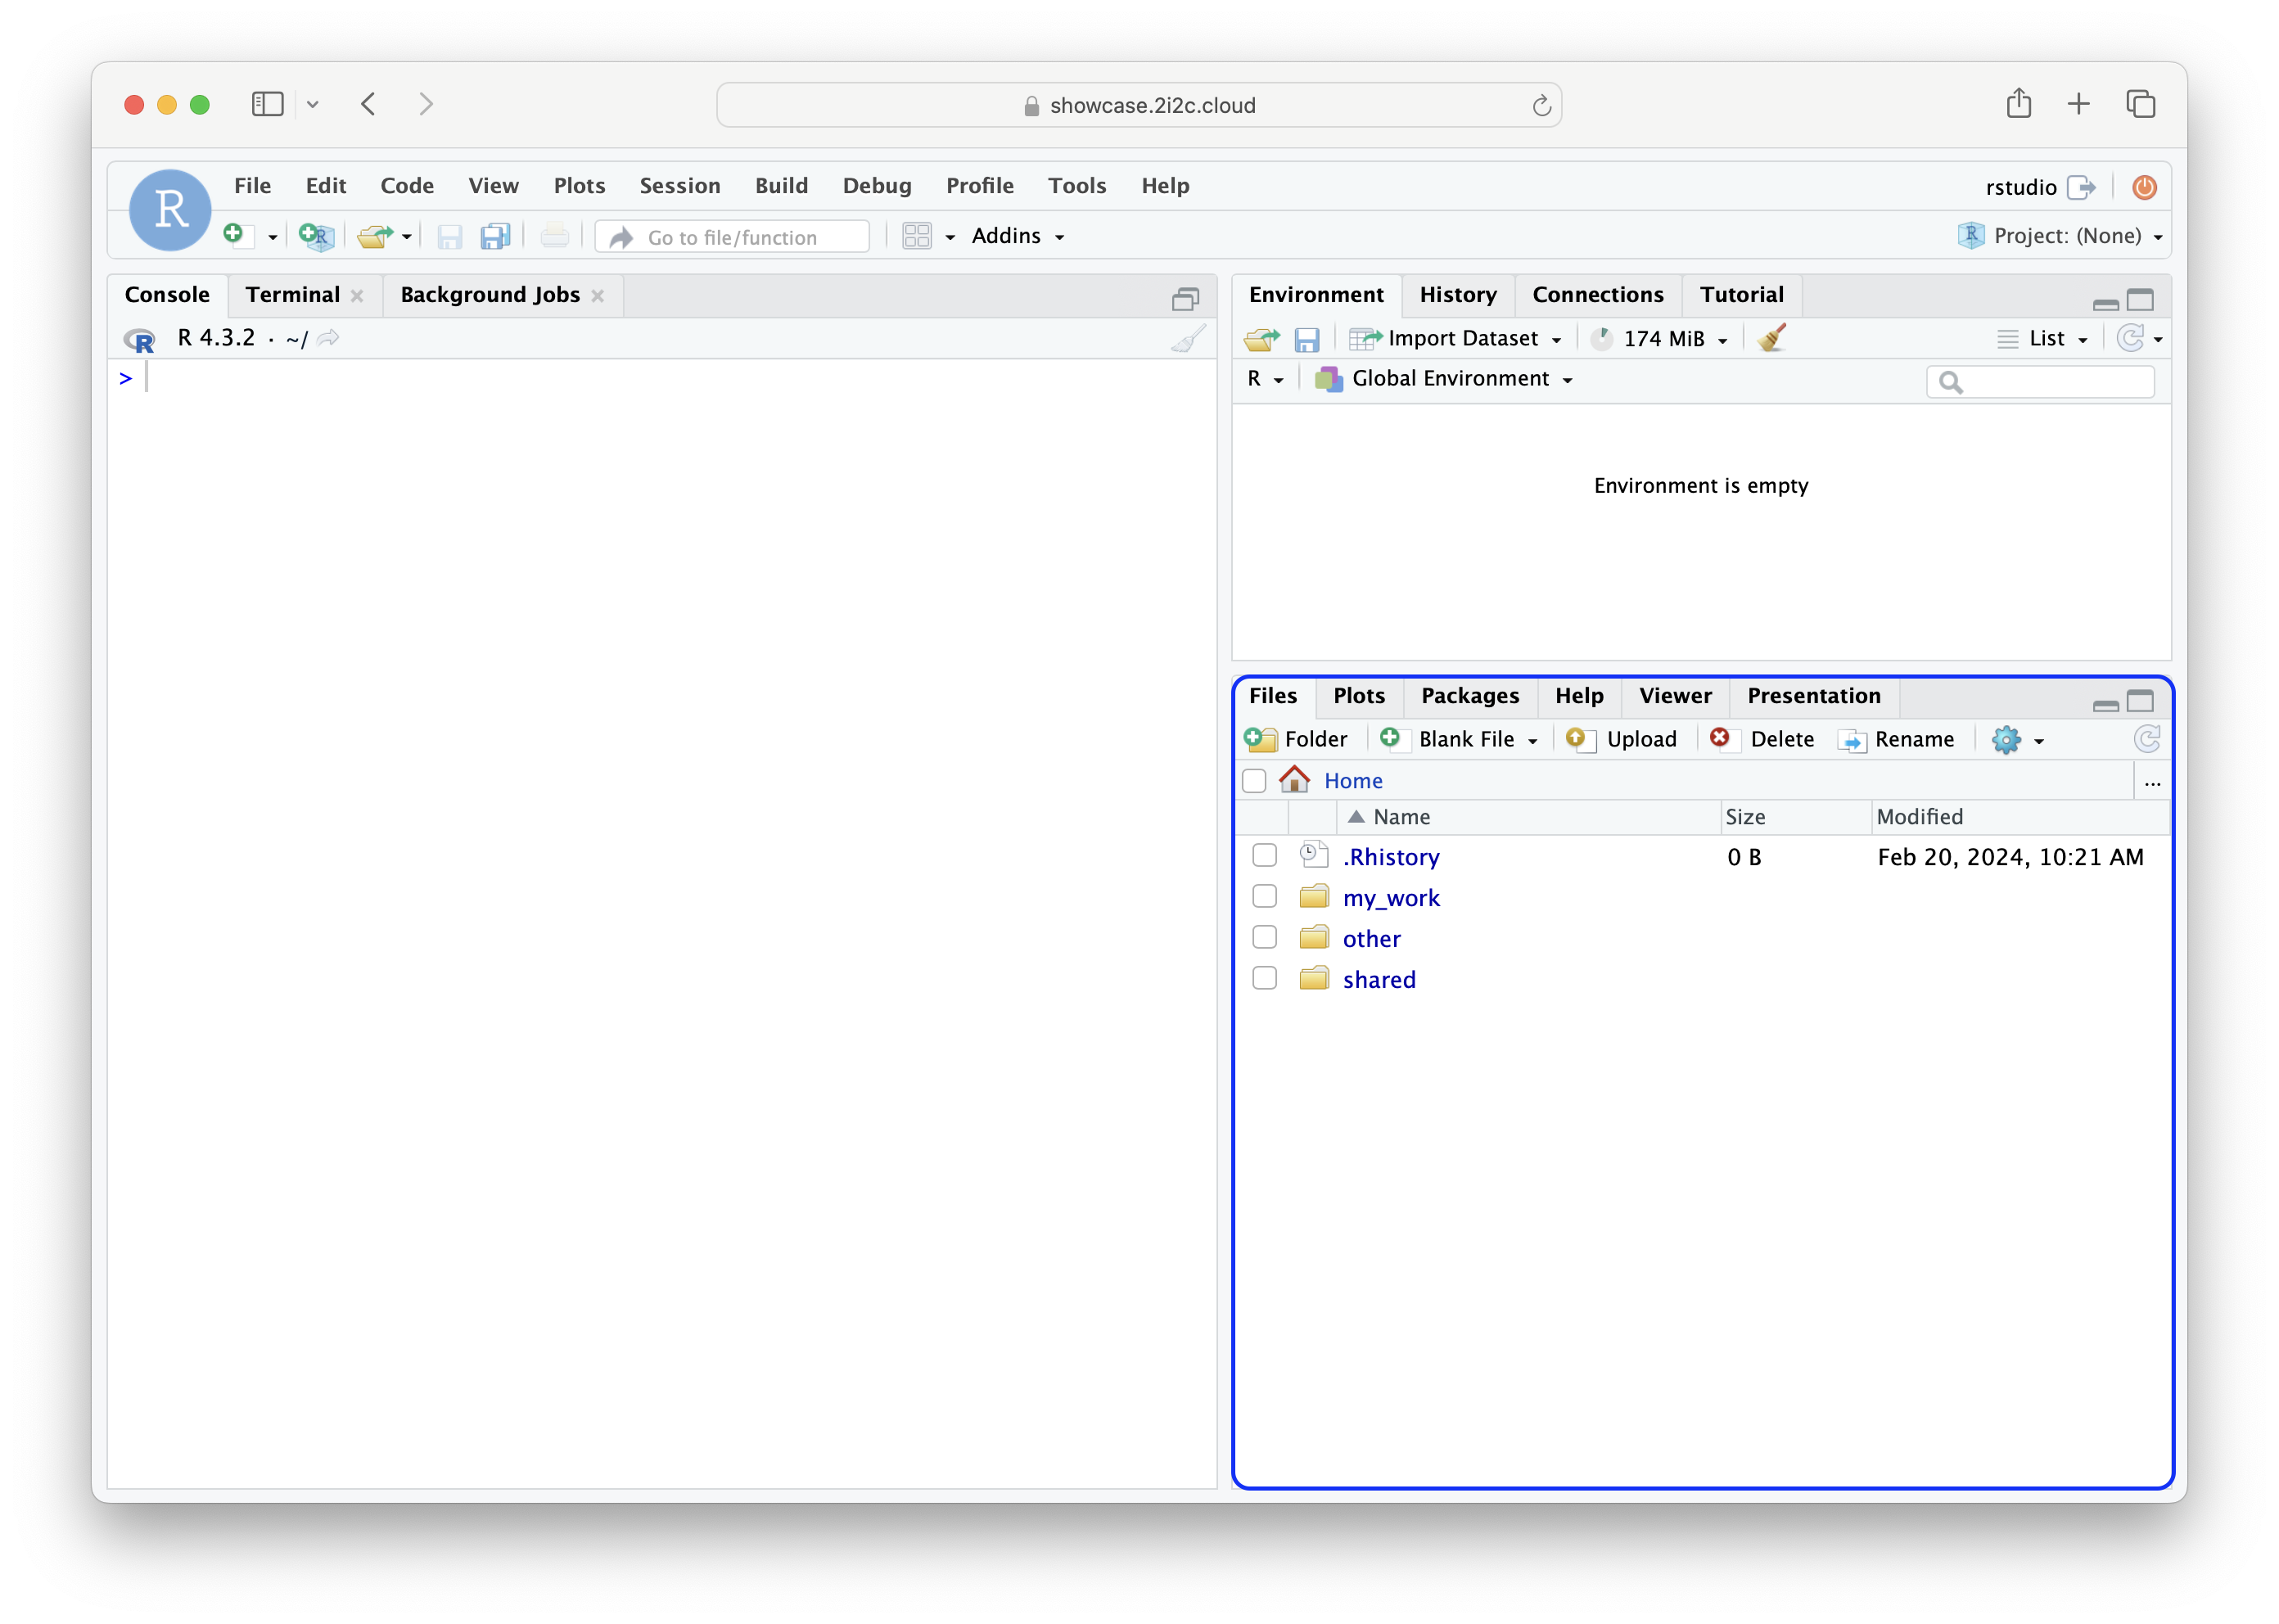 showcase.2i2c.cloud
R File Edit Code View Plots Session Build Debug Profile Tools Help rstudio
R Go to file/function Addins R Project: (None)
Console Terminal Background Jobs
R R 4.3.2 · ~/
>
Environment History Connections Tutorial
Import Dataset 174 MiB List
R Global Environment
Environment is empty
Files Plots Packages Help Viewer Presentation
Folder Blank File Upload Delete Rename
Home ...
Name Size Modified
.Rhistory 0 B Feb 20, 2024, 10:21 AM
my_work
other
shared